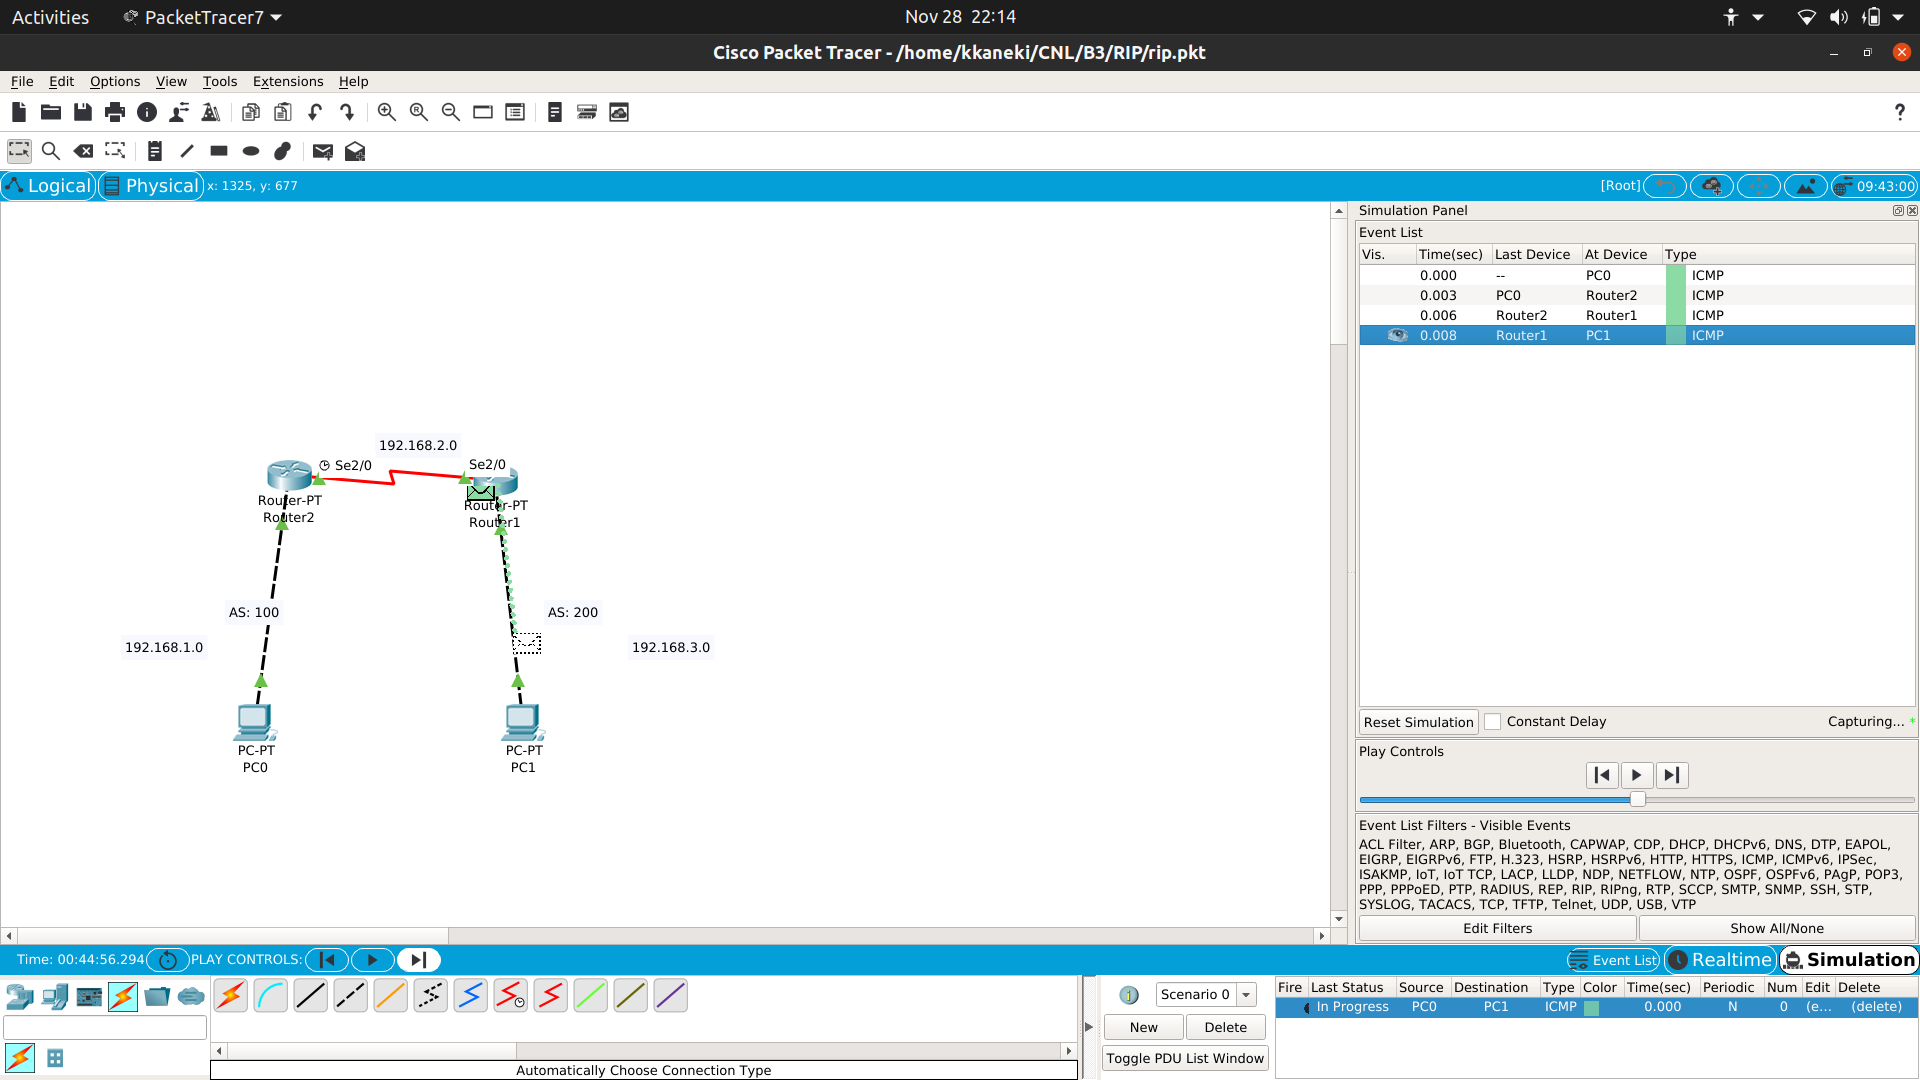 Activities PacketTracer7 Nov 28 22:14
Cisco Packet Tracer - /home/kkaneki/CNL/B3/RIP/rip.pkt
File Edit Options View Tools Extensions Help
?
Logical Physical x: 1325, y: 677 [Root] 09:43:00
Simulation Panel
Event List
Vis. Time(sec) Last Device At Device Type
0.000 -- PC0 ICMP
0.003 PC0 Router2 ICMP
0.006 Router2 Router1 ICMP
0.008 Router1 PC1 ICMP
192.168.2.0
Se2/0 Se2/0
Router-PT
Router2
Router-PT
Router1
AS: 100 AS: 200
192.168.1.0 192.168.3.0
PC-PT
PC0
PC-PT
PC1
Reset Simulation Constant Delay Capturing... *
Play Controls
Event List Filters - Visible Events
ACL Filter, ARP, BGP, Bluetooth, CAPWAP, CDP, DHCP, DHCPv6, DNS, DTP, EAPOL,
EIGRP, EIGRPv6, FTP, H.323, HSRP, HSRPv6, HTTP, HTTPS, ICMP, ICMPv6, IPSec,
ISAKMP, IoT, IoT TCP, LACP, LLDP, NDP, NETFLOW, NTP, OSPF, OSPFv6, PAgP, POP3,
PPP, PPPoED, PTP, RADIUS, REP, RIP, RIPng, RTP, SCCP, SMTP, SNMP, SSH, STP,
SYSLOG, TACACS, TCP, TFTP, Telnet, UDP, USB, VTP
Edit Filters Show All/None
Time: 00:44:56.294 PLAY CONTROLS: Event List Realtime Simulation
Scenario 0
New Delete
Toggle PDU List Window
Fire Last Status Source Destination Type Color Time(sec) Periodic Num Edit Delete
In Progress PC0 PC1 ICMP 0.000 N 0 (e... (delete)
Automatically Choose Connection Type